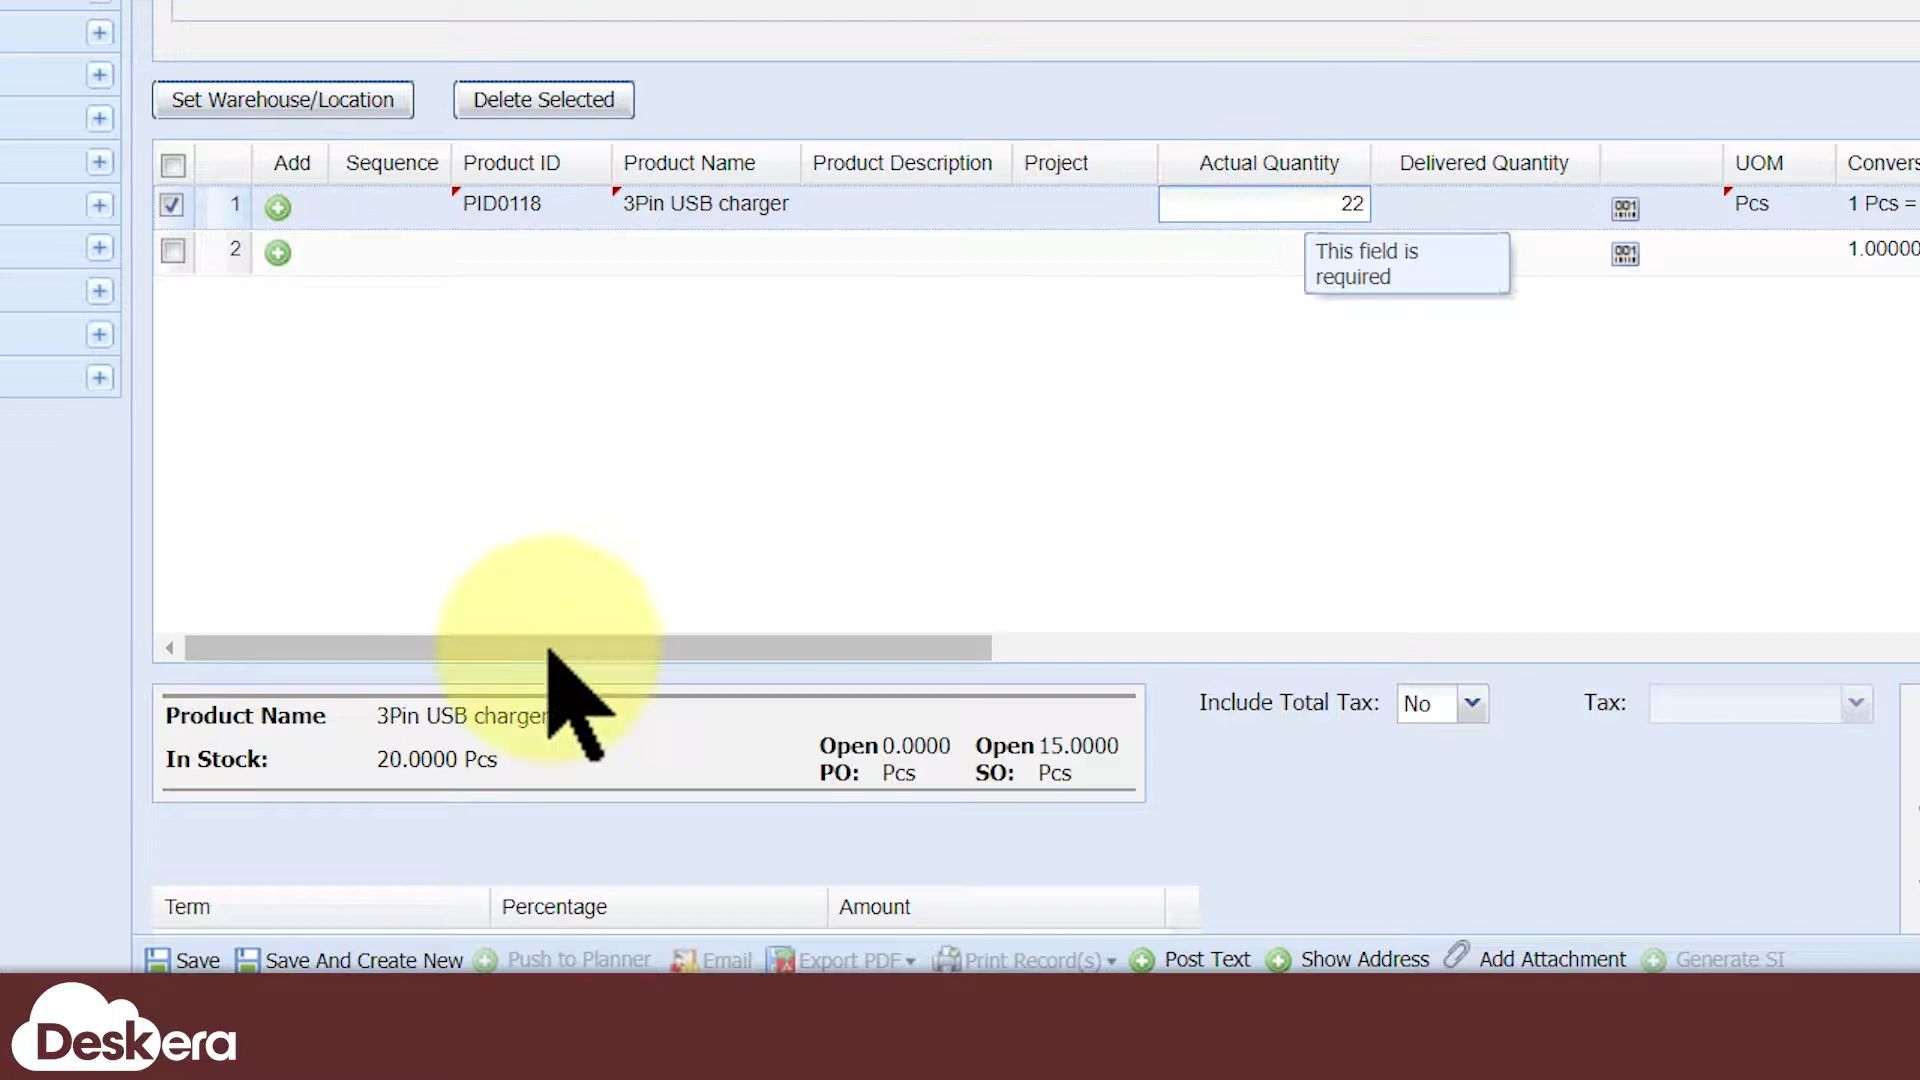 Set Warehouse/Location Delete Selected
Add Sequence Product ID Product Name Product Description Project Actual Quantity Delivered Quantity UOM Convers
1 PID0118 3Pin USB charger 22 Pcs 1 Pcs =
2 1.00000
This field is
required
Product Name 3Pin USB charger
In Stock: 20.0000 Pcs
Open 0.0000 Open 15.0000
PO: Pcs SO: Pcs
Include Total Tax: No Tax:
Term Percentage Amount
Save Save And Create New Push to Planner Email Export PDF Print Record(s) Post Text Show Address Add Attachment Generate SI
Deskera